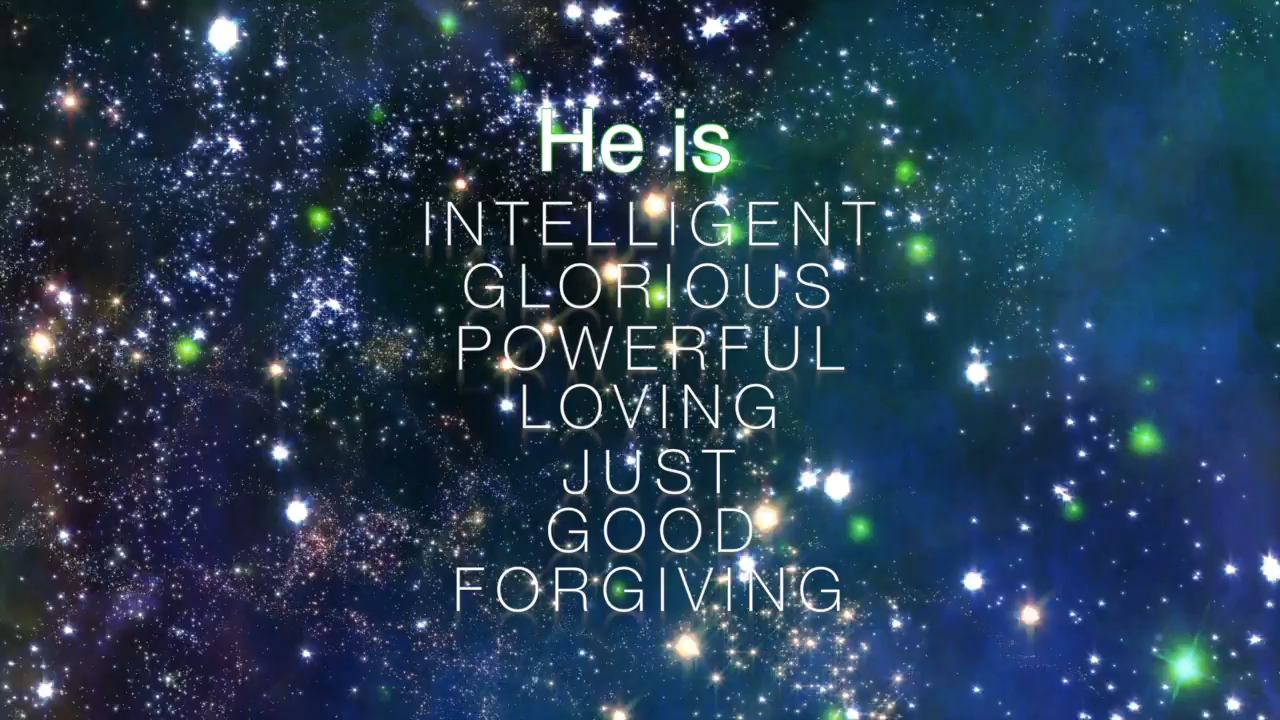 He is
INTELLIGENT
GLORIOUS
POWERFUL
LOVING
JUST
GOOD
FORGIVING